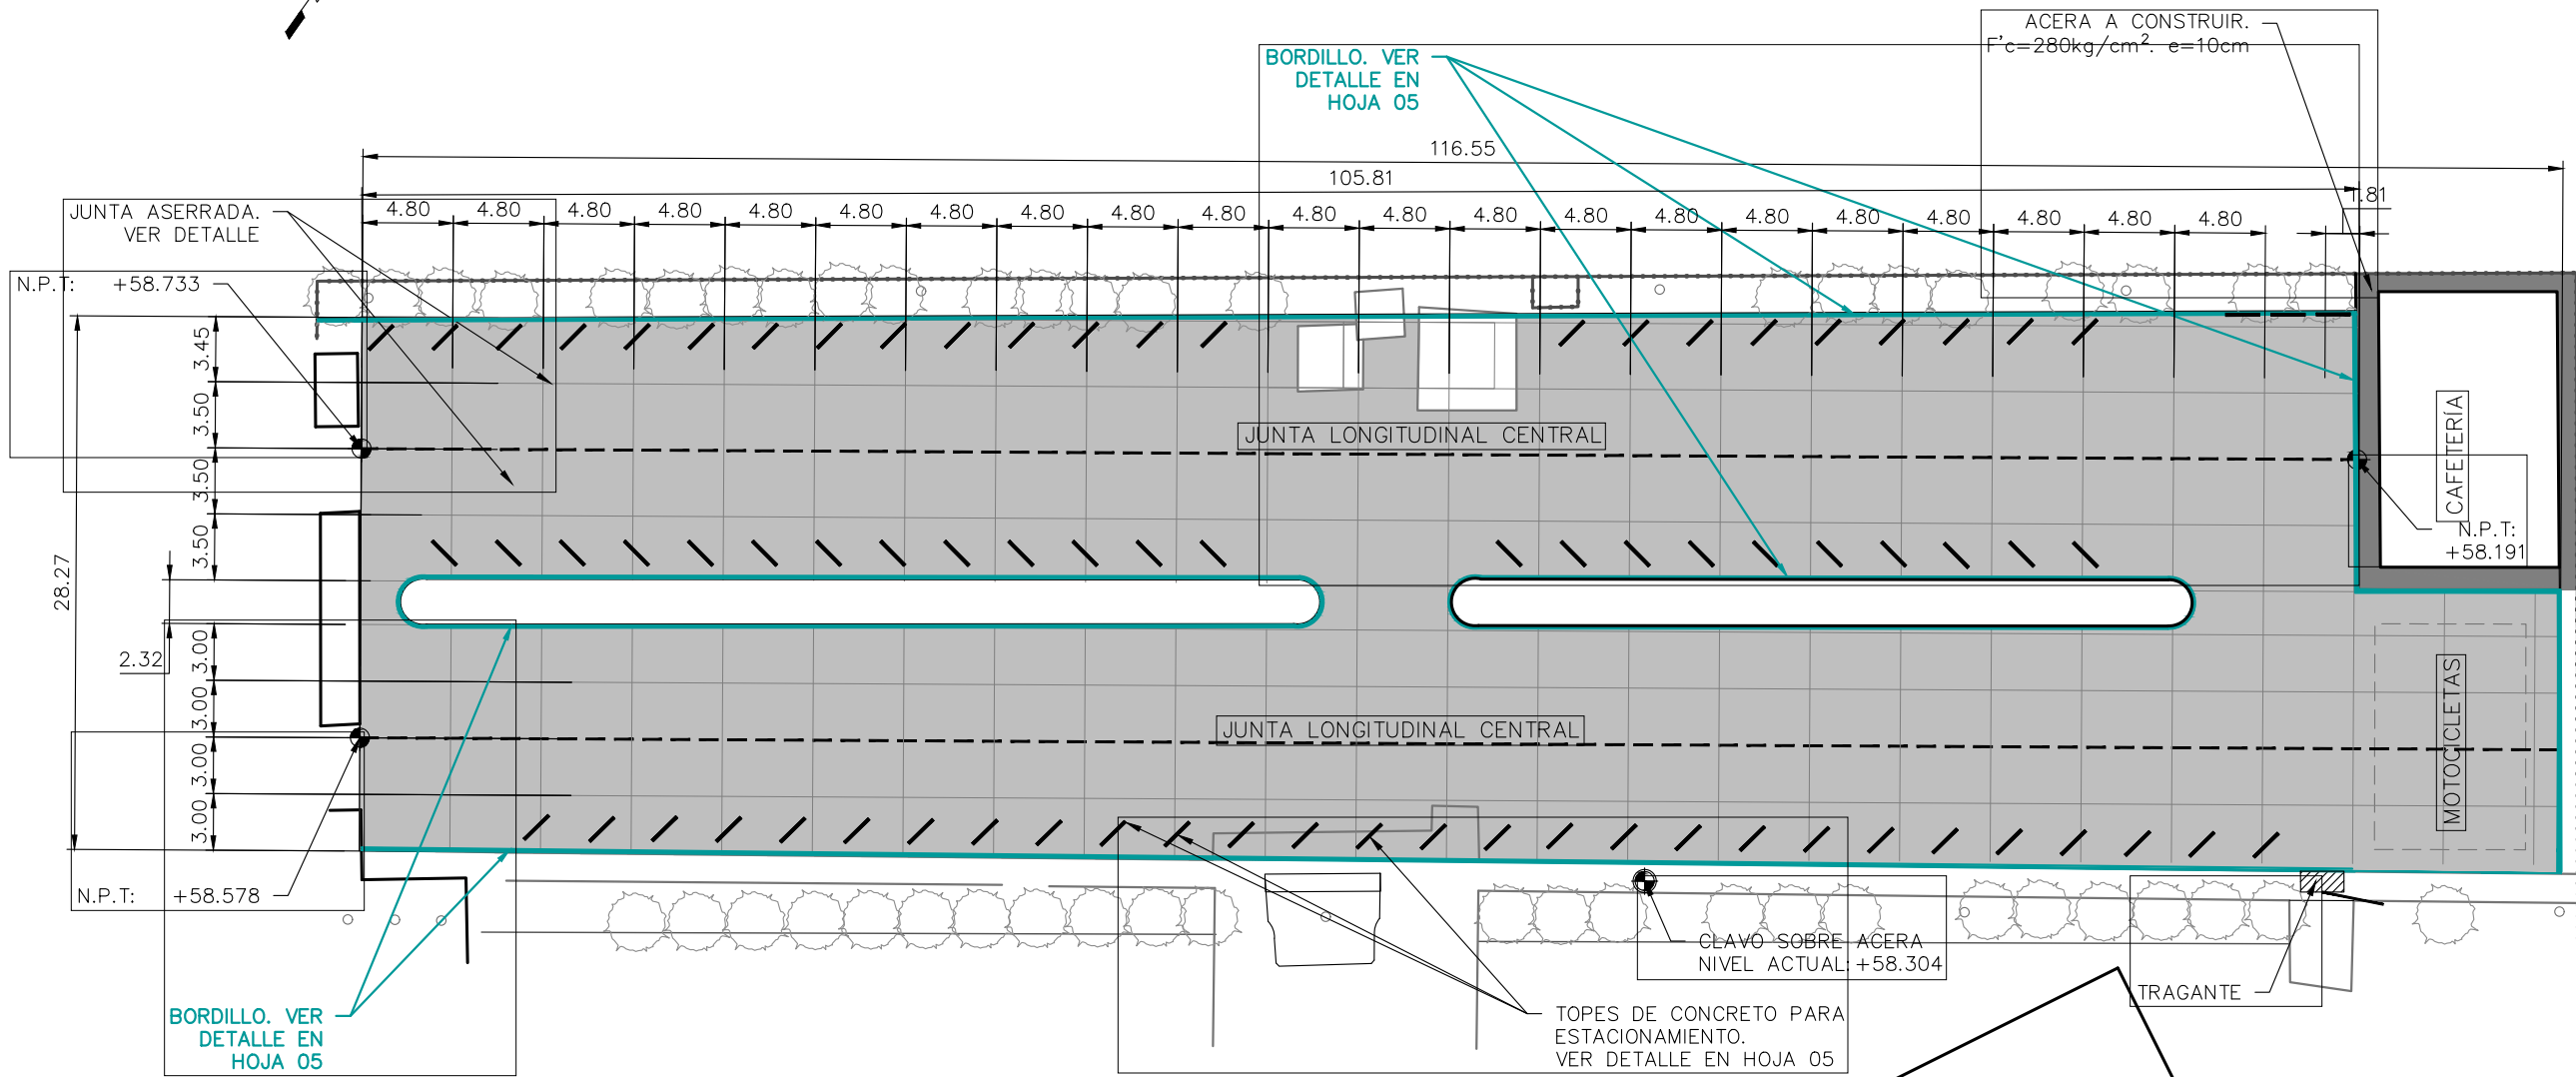 ACERA A CONSTRUIR.
F'c=280kg/cm². e=10cm
BORDILLO. VER
DETALLE EN
HOJA 05
116.55
105.81
1.81
4.80 4.80 4.80 4.80 4.80 4.80 4.80 4.80 4.80 4.80 4.80 4.80 4.80 4.80 4.80 4.80 4.80 4.80 4.80 4.80 4.80
JUNTA ASERRADA.
VER DETALLE
N.P.T: +58.733
3.45
3.50
3.50
3.50
28.27
2.32
3.00
3.00
3.00
3.00
JUNTA LONGITUDINAL CENTRAL
CAFETERÍA
N.P.T:
+58.191
JUNTA LONGITUDINAL CENTRAL
MOTOCICLETAS
N.P.T: +58.578
CLAVO SOBRE ACERA
NIVEL ACTUAL: +58.304
TRAGANTE
BORDILLO. VER
DETALLE EN
HOJA 05
TOPES DE CONCRETO PARA
ESTACIONAMIENTO.
VER DETALLE EN HOJA 05